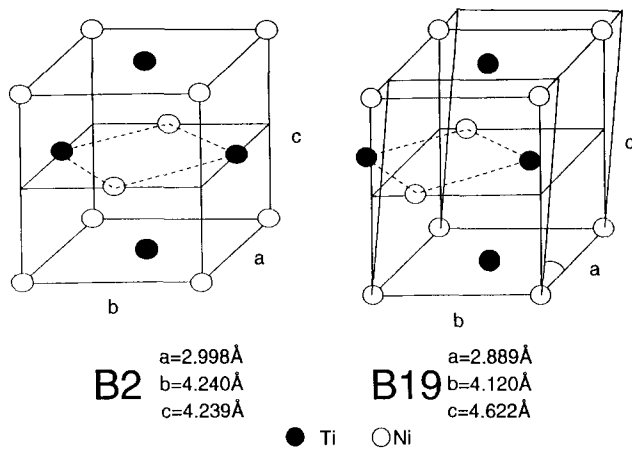 c
a
b
c
a
b
B2
a=2.998Å
b=4.240Å
c=4.239Å
B19
a=2.889Å
b=4.120Å
c=4.622Å
Ti
Ni